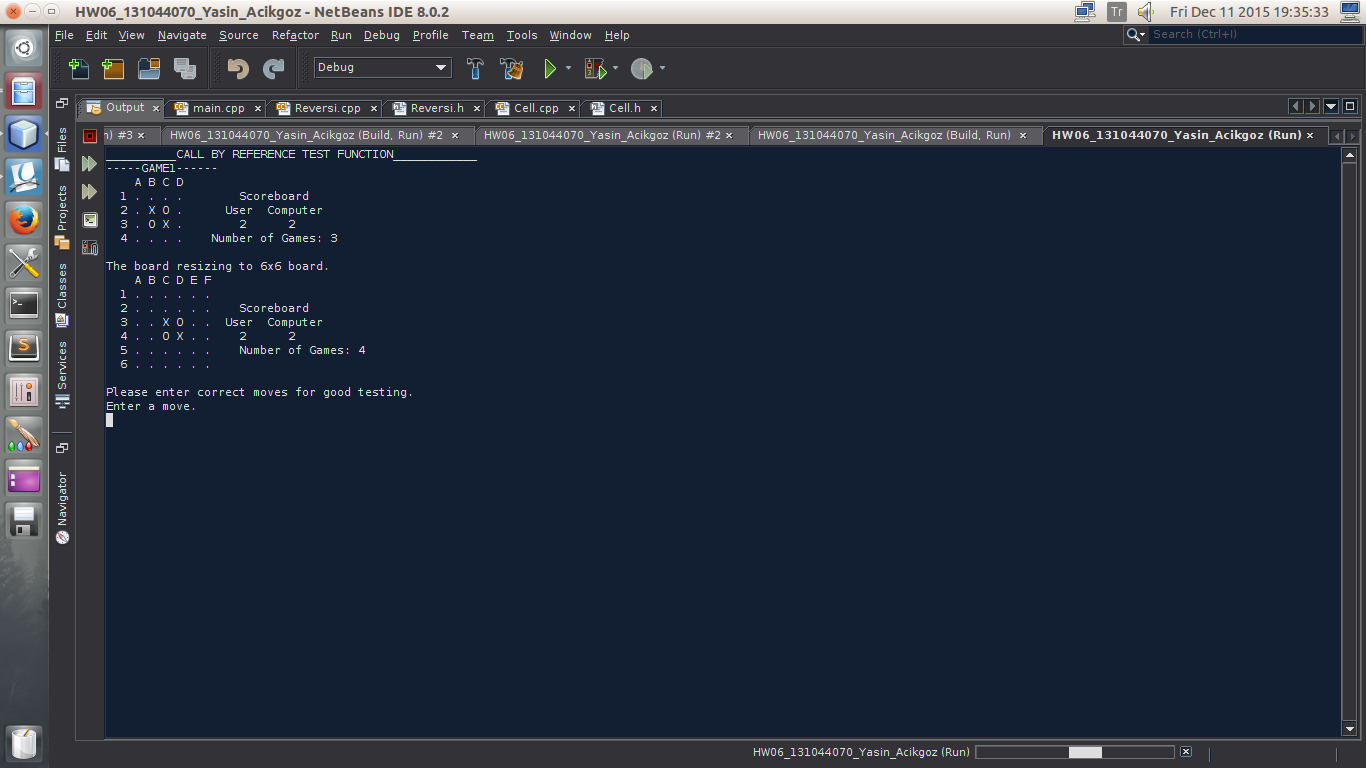 HW06_131044070_Yasin_Acikgoz - NetBeans IDE 8.0.2
Tr
Fri Dec 11 2015 19:35:33
File Edit View Navigate Source Refactor Run Debug Profile Team Tools Window Help
Search (Ctrl+I)
Debug
Output main.cpp Reversi.cpp Reversi.h Cell.cpp Cell.h
n) #3 HW06_131044070_Yasin_Acikgoz (Build, Run) #2 HW06_131044070_Yasin_Acikgoz (Run) #2 HW06_131044070_Yasin_Acikgoz (Build, Run) HW06_131044070_Yasin_Acikgoz (Run)
Files
Projects
Classes
Services
Navigator
__________CALL BY REFERENCE TEST FUNCTION____________
-----GAME1------
    A B C D
  1 . . . .        Scoreboard
  2 . X O .      User  Computer
  3 . O X .        2      2
  4 . . . .    Number of Games: 3
The board resizing to 6x6 board.
    A B C D E F
  1 . . . . . .
  2 . . . . . .    Scoreboard
  3 . . X O . .  User  Computer
  4 . . O X . .    2      2
  5 . . . . . .    Number of Games: 4
  6 . . . . . .
Please enter correct moves for good testing.
Enter a move.
HW06_131044070_Yasin_Acikgoz (Run)